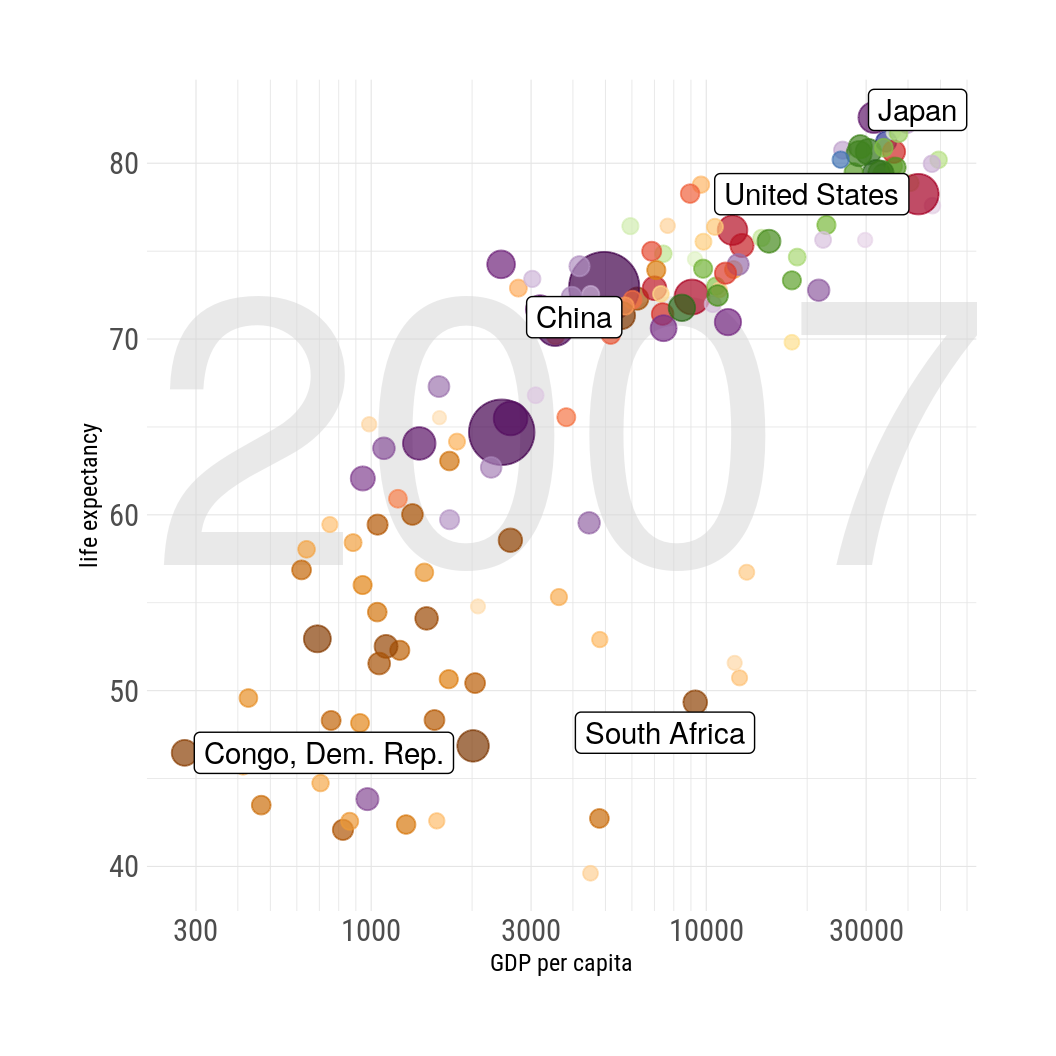 2007
Japan
80
United States
China
70
life expectancy
60
50
South Africa
Congo, Dem. Rep.
40
300 1000 3000 10000 30000
GDP per capita